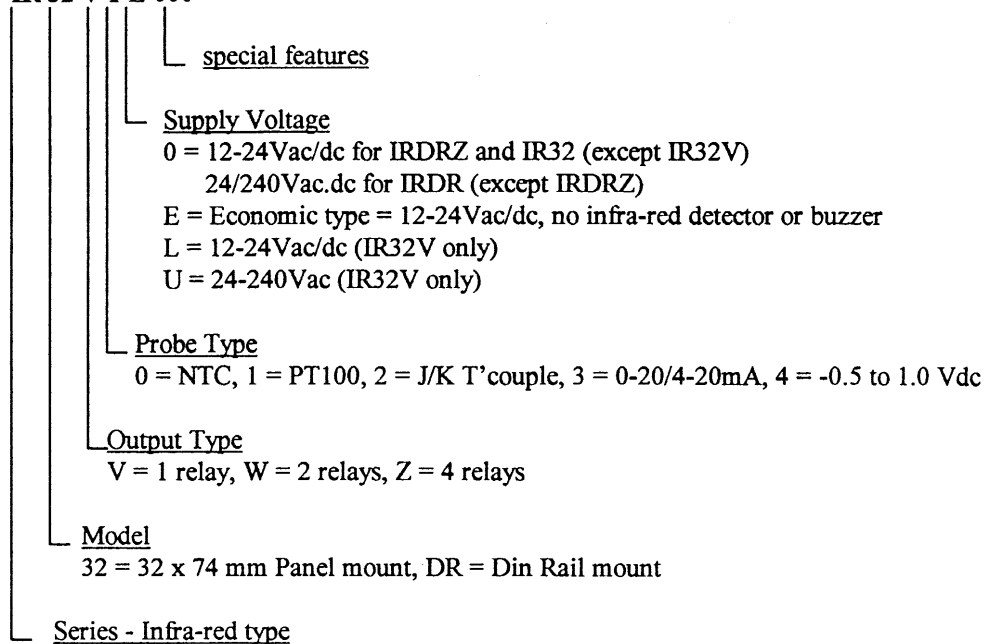 special features
Supply Voltage
0 = 12-24Vac/dc for IRDRZ and IR32 (except IR32V)
24/240Vac.dc for IRDR (except IRDRZ)
E = Economic type = 12-24Vac/dc, no infra-red detector or buzzer
L = 12-24Vac/dc (IR32V only)
U = 24-240Vac (IR32V only)
Probe Type
0 = NTC, 1 = PT100, 2 = J/K T'couple, 3 = 0-20/4-20mA, 4 = -0.5 to 1.0 Vdc
Output Type
V = 1 relay, W = 2 relays, Z = 4 relays
Model
32 = 32 x 74 mm Panel mount, DR = Din Rail mount
Series - Infra-red type